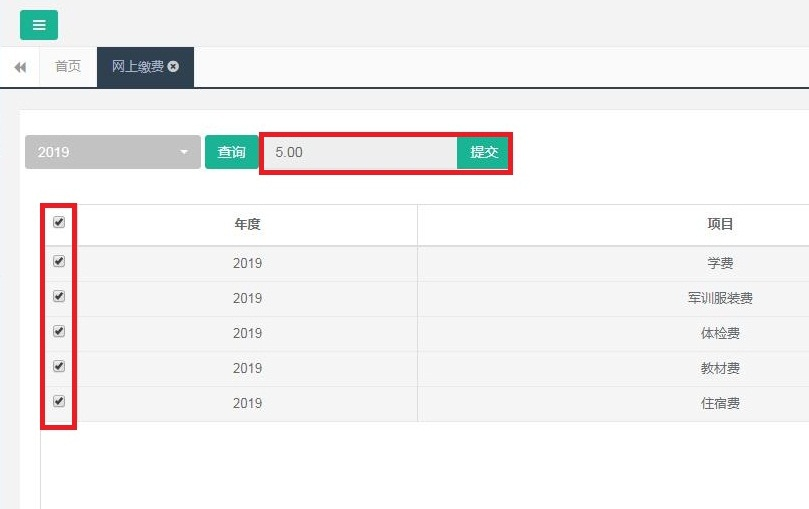 首页 网上缴费
2019 查询 5.00 提交
年度 项目
2019 学费
2019 军训服装费
2019 体检费
2019 教材费
2019 住宿费